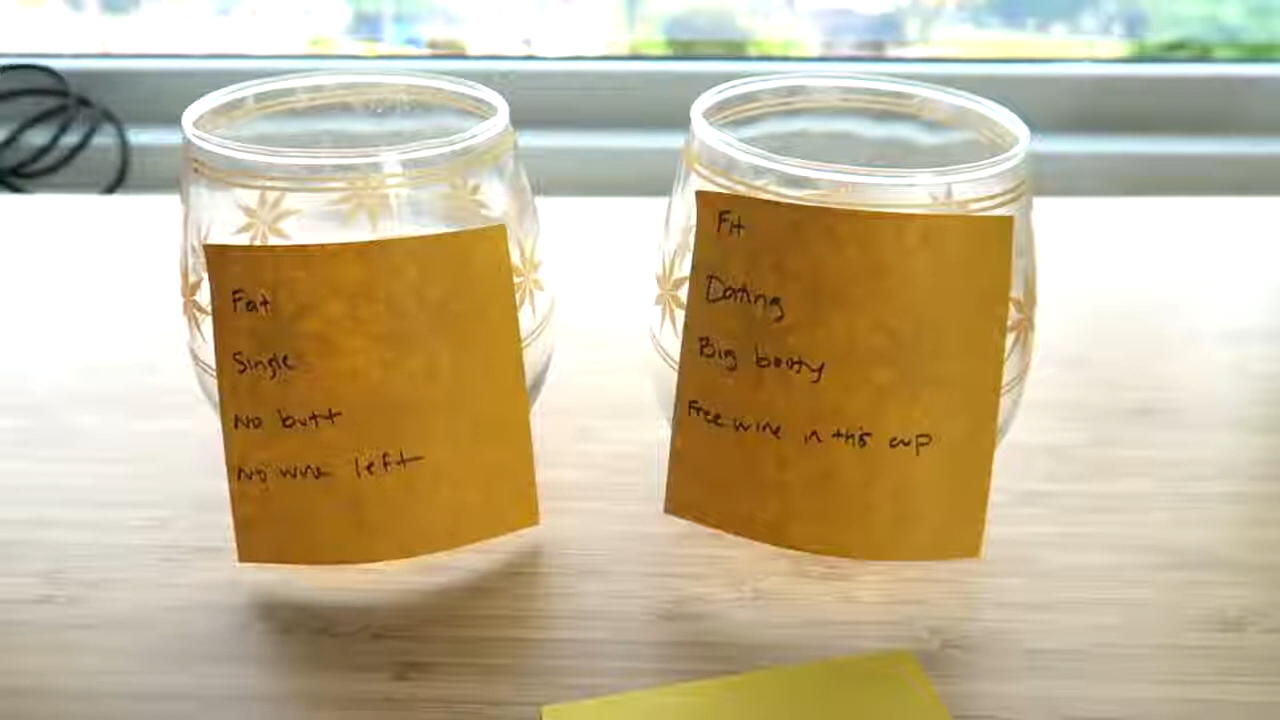 Fat
Single
No butt
No wine left
Fit
Dating
Big booty
Free wine in this cup